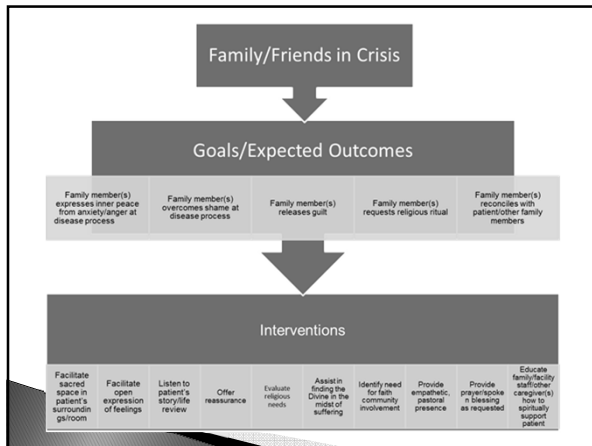 Family/Friends in Crisis
Goals/Expected Outcomes
Family member(s)
expresses inner peace
from anxiety/anger at
disease process
Family member(s)
overcomes shame at
disease process
Family member(s)
releases guilt
Family member(s)
requests religious ritual
Family member(s)
reconciles with
patient/other family
members
Interventions
Facilitate
sacred
space in
patient's
surroundin
gs/room
Facilitate
open
expression
of feelings
Listen to
patient's
story/life
review
Offer
reassurance
Evaluate
religious
needs
Assist in
finding the
Divine in the
midst of
suffering
Identify need
for faith
community
involvement
Provide
empathetic,
pastoral
presence
Provide
prayer/spoke
n blessing
as requested
Educate
family/facility
staff/other
caregiver(s)
how to
spiritually
support
patient